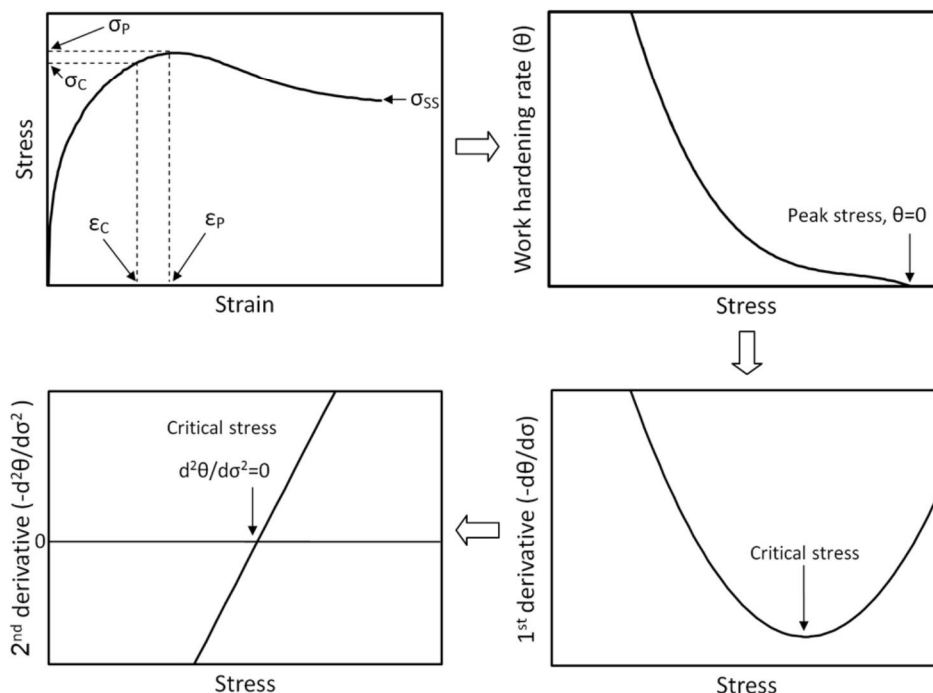 σP
σC
σSS
εC
εP
Stress
Strain
Work hardening rate (θ)
Peak stress, θ=0
Stress
2nd derivative (-d²θ/dσ²)
Critical stress
d²θ/dσ²=0
0
Stress
1st derivative (-dθ/dσ)
Critical stress
Stress